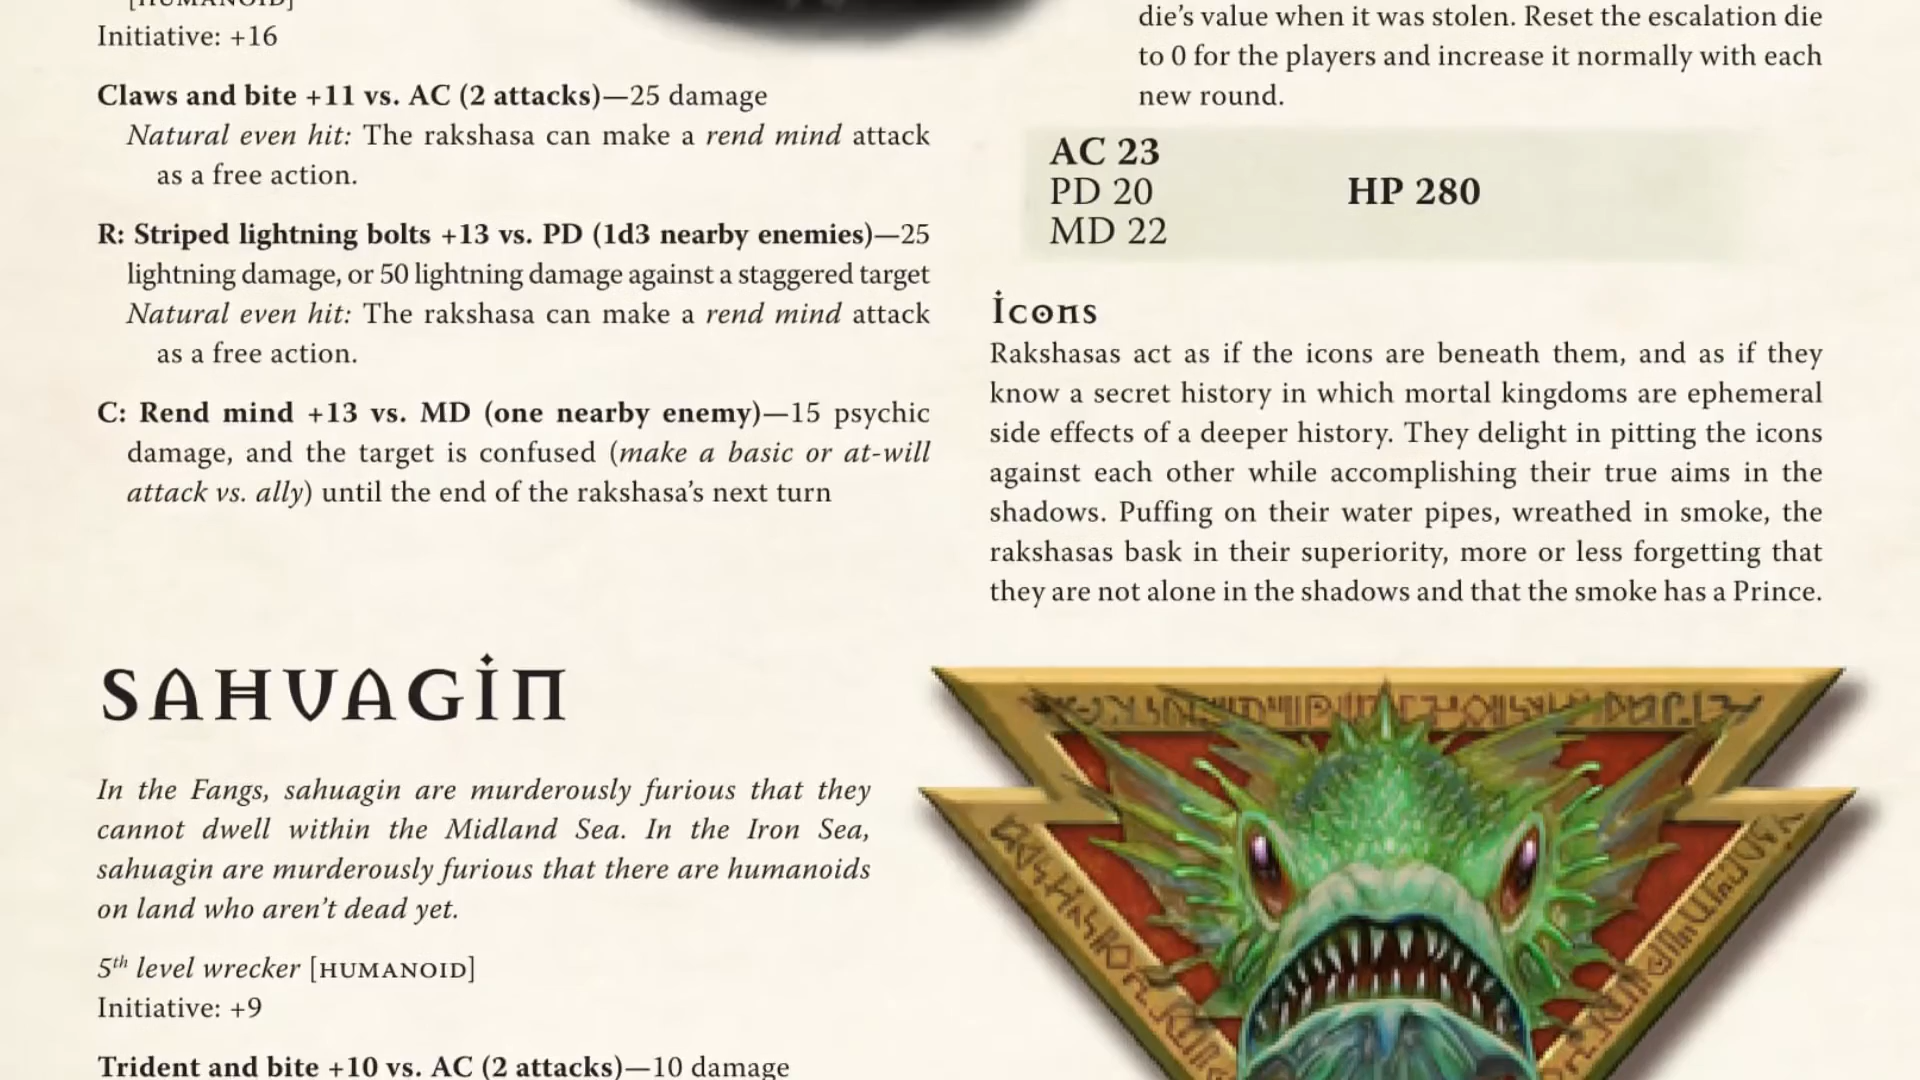 [HUMANOID]
Initiative: +16
Claws and bite +11 vs. AC (2 attacks)—25 damage
Natural even hit: The rakshasa can make a rend mind attack
as a free action.
R: Striped lightning bolts +13 vs. PD (1d3 nearby enemies)—25
lightning damage, or 50 lightning damage against a staggered target
Natural even hit: The rakshasa can make a rend mind attack
as a free action.
C: Rend mind +13 vs. MD (one nearby enemy)—15 psychic
damage, and the target is confused (make a basic or at-will
attack vs. ally) until the end of the rakshasa’s next turn
die’s value when it was stolen. Reset the escalation die
to 0 for the players and increase it normally with each
new round.
AC 23
PD 20
HP 280
MD 22
Icons
Rakshasas act as if the icons are beneath them, and as if they
know a secret history in which mortal kingdoms are ephemeral
side effects of a deeper history. They delight in pitting the icons
against each other while accomplishing their true aims in the
shadows. Puffing on their water pipes, wreathed in smoke, the
rakshasas bask in their superiority, more or less forgetting that
they are not alone in the shadows and that the smoke has a Prince.
SAHUAGIN
In the Fangs, sahuagin are murderously furious that they
cannot dwell within the Midland Sea. In the Iron Sea,
sahuagin are murderously furious that there are humanoids
on land who aren’t dead yet.
5th level wrecker [HUMANOID]
Initiative: +9
Trident and bite +10 vs. AC (2 attacks)—10 damage